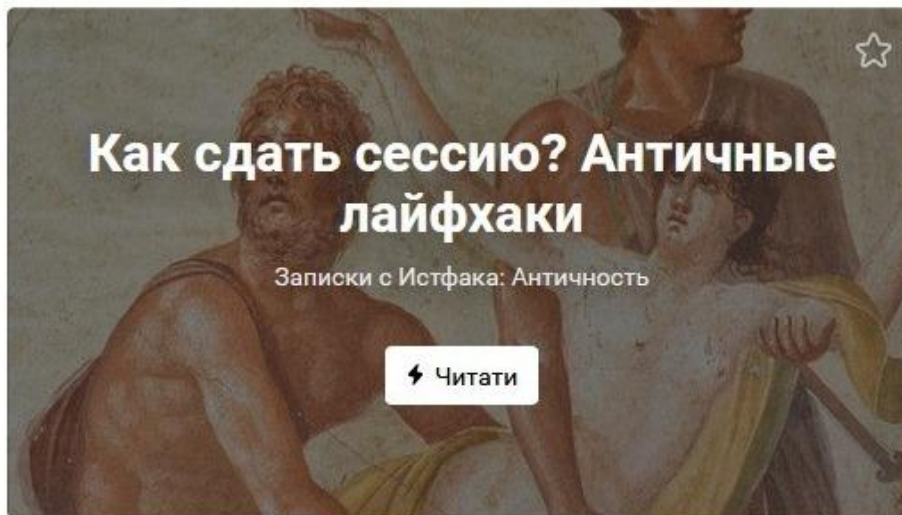 Как сдать сессию? Античные
лайфхаки
Записки с Истфака: Античность
Читати